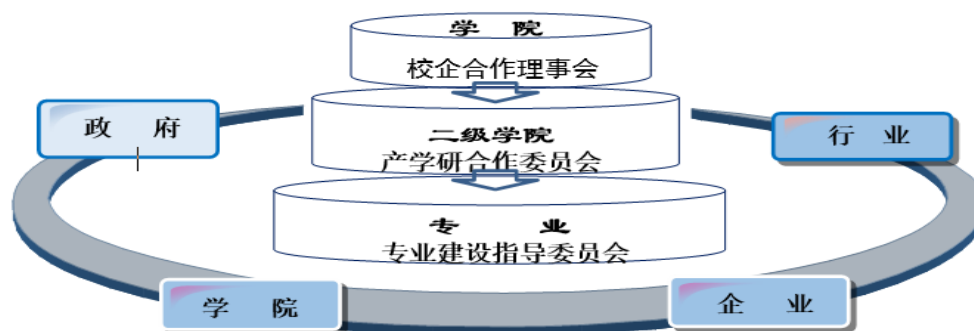 学 院
校企合作理事会
政 府
二级学院
行 业
产学研合作委员会
专 业
专业建设指导委员会
学 院
企 业